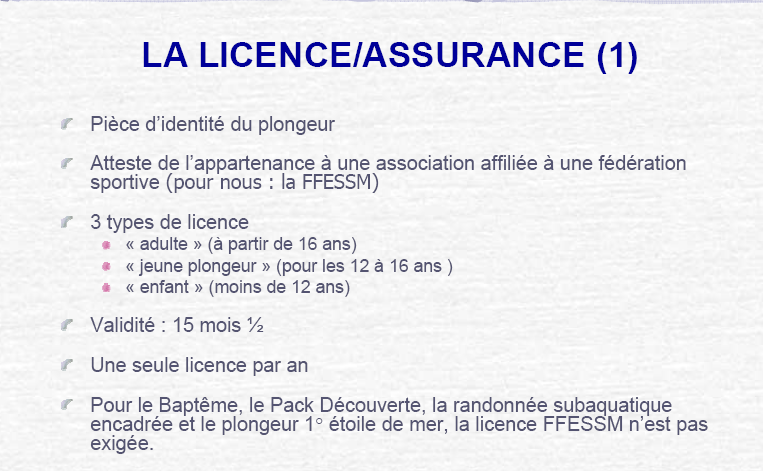 LA LICENCE/ASSURANCE (1)
Pièce d'identité du plongeur
Atteste de l'appartenance à une association affiliée à une fédération
sportive (pour nous : la FFESSM)
3 types de licence
« adulte » (à partir de 16 ans)
« jeune plongeur » (pour les 12 à 16 ans )
« enfant » (moins de 12 ans)
Validité : 15 mois ½
Une seule licence par an
Pour le Baptême, le Pack Découverte, la randonnée subaquatique
encadrée et le plongeur 1° étoile de mer, la licence FFESSM n'est pas
exigée.